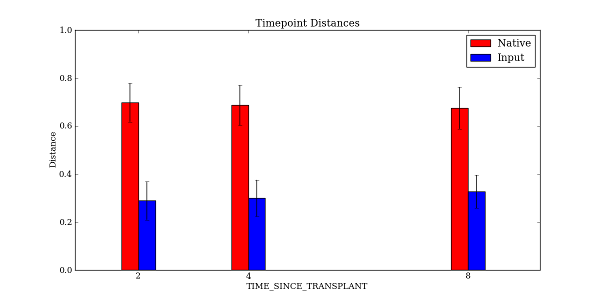 Timepoint Distances
1.0
0.8
0.6
0.4
0.2
0.0
Distance
Native
Input
2
4
8
TIME_SINCE_TRANSPLANT